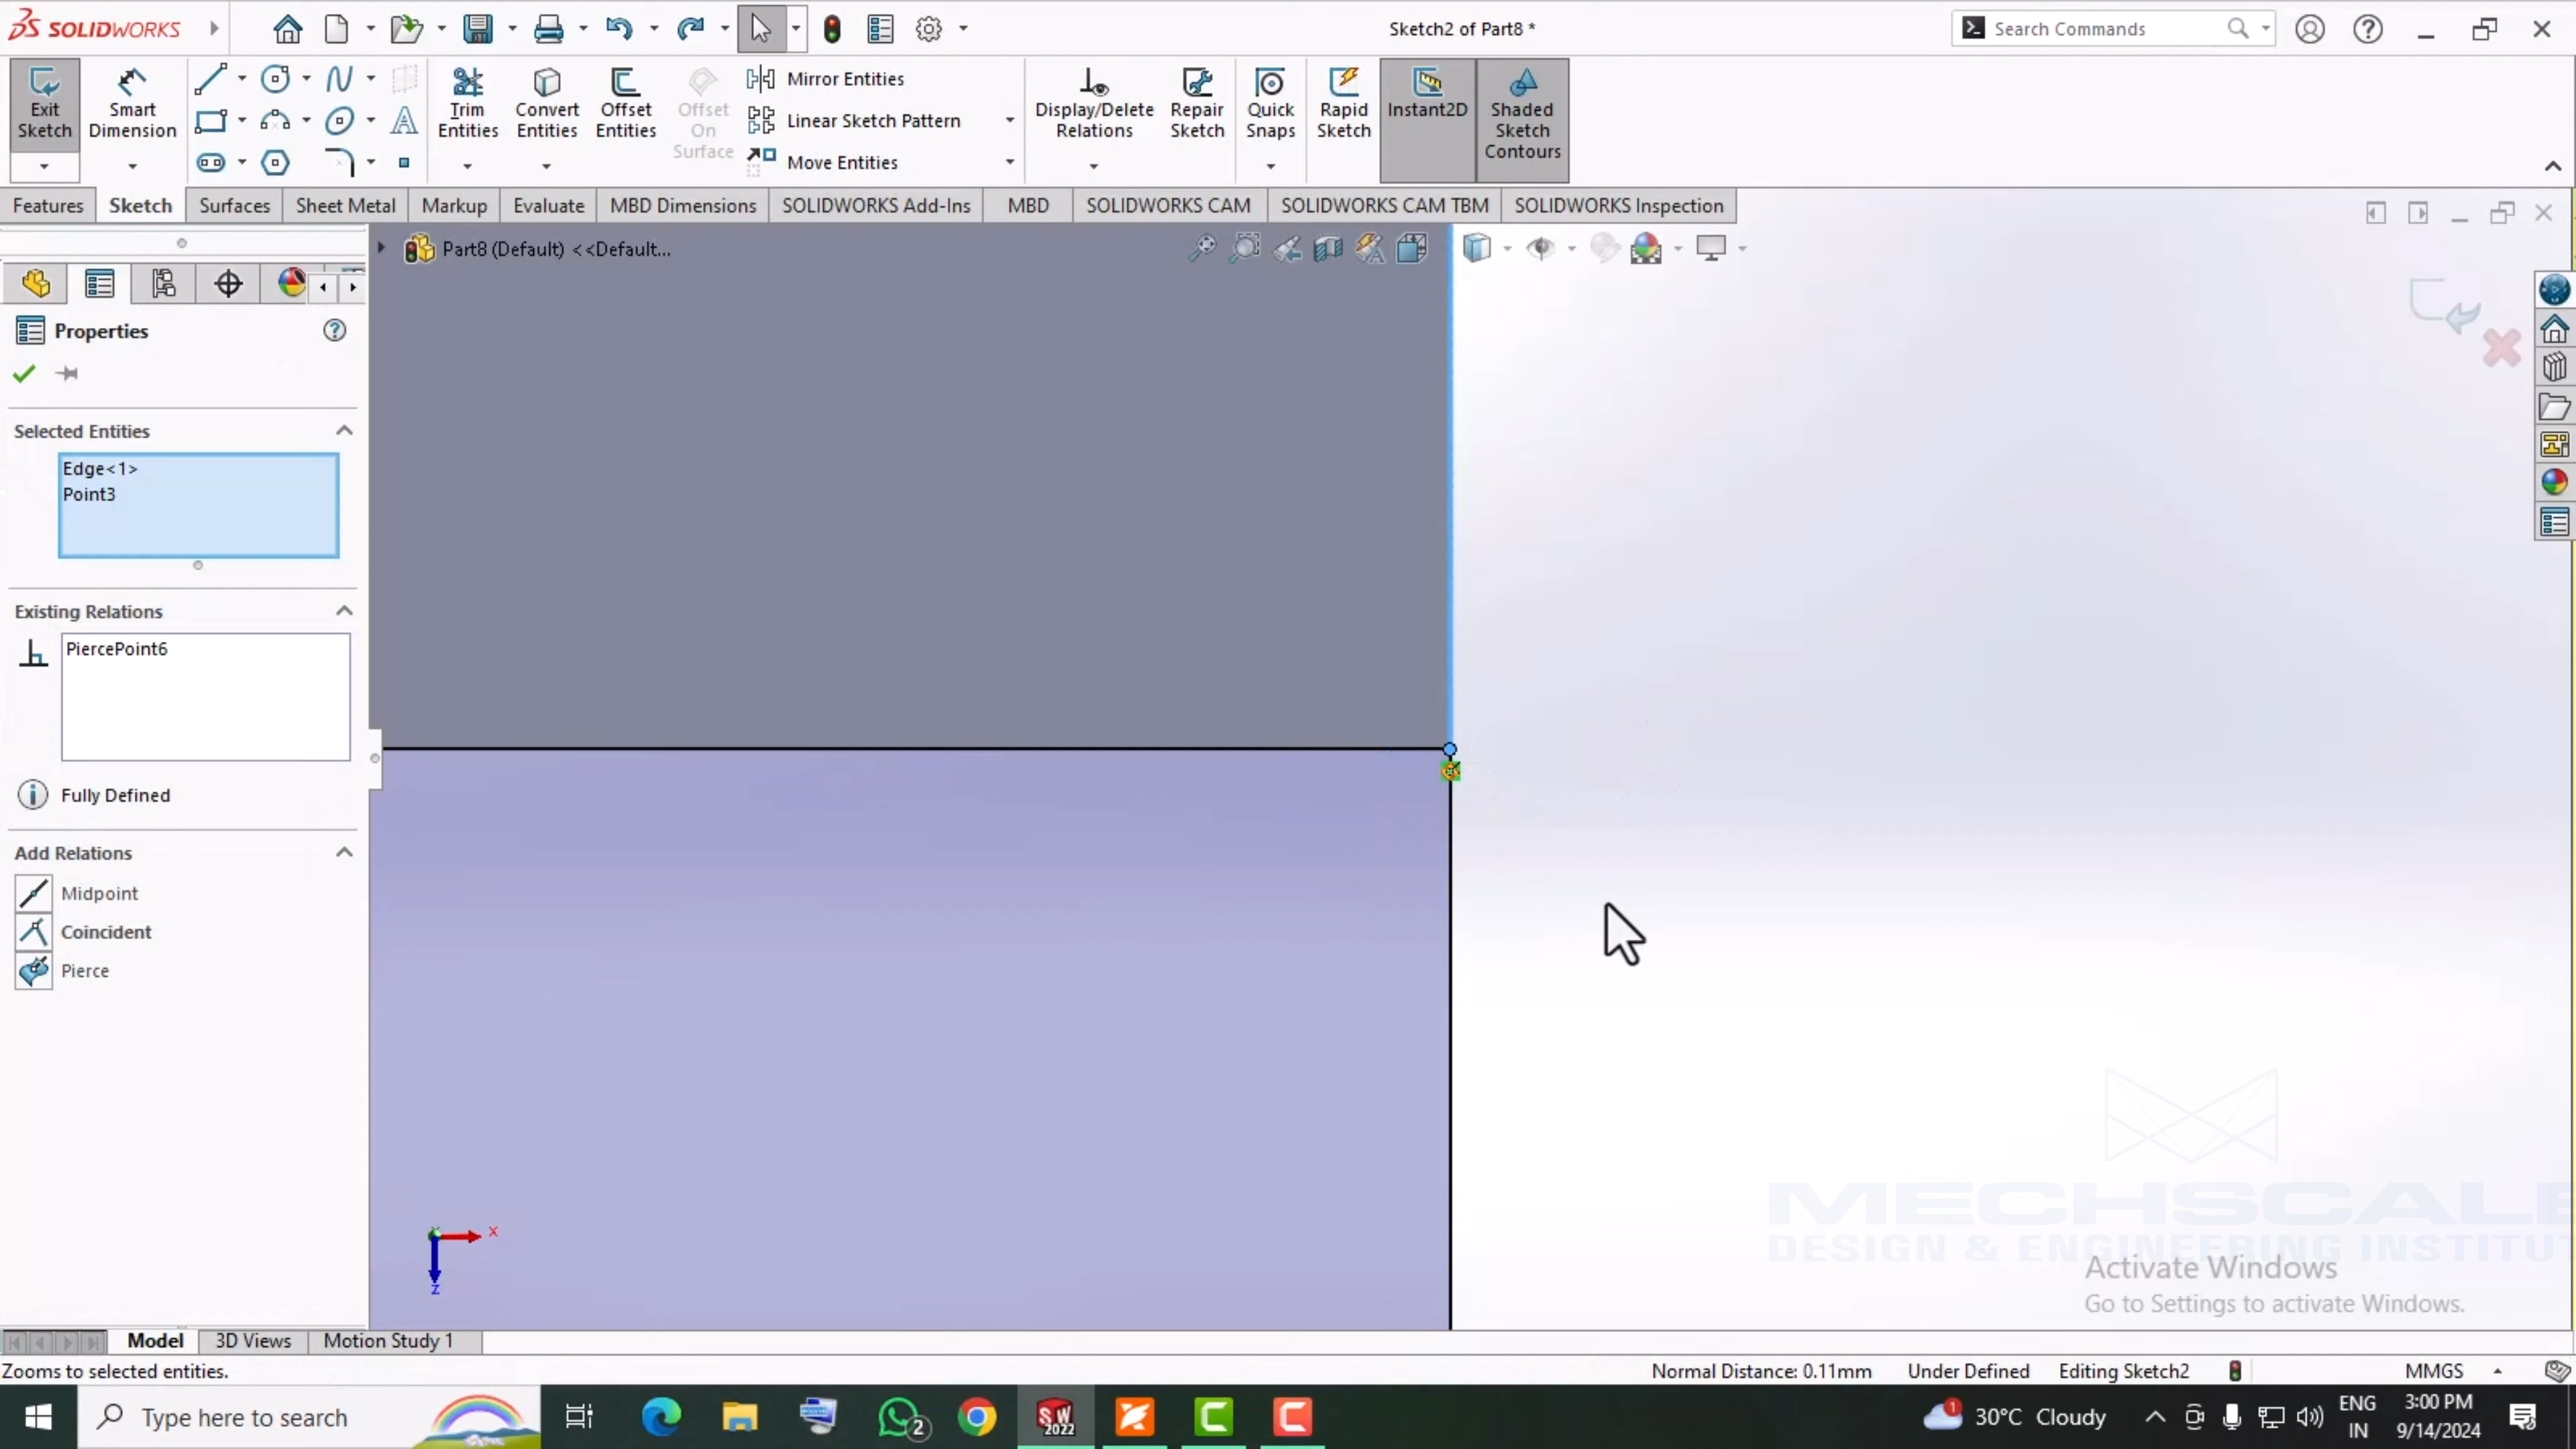 SOLIDWORKS
Sketch2 of Part8 *
Search Commands
Exit Sketch
Smart Dimension
Trim Entities
Convert Entities
Offset Entities
Offset On Surface
Mirror Entities
Linear Sketch Pattern
Move Entities
Display/Delete Relations
Repair Sketch
Quick Snaps
Rapid Sketch
Instant2D
Shaded Sketch Contours
Features Sketch Surfaces Sheet Metal Markup Evaluate MBD Dimensions SOLIDWORKS Add-Ins MBD SOLIDWORKS CAM SOLIDWORKS CAM TBM SOLIDWORKS Inspection
Part8 (Default) <<Default...
Properties
Selected Entities
Edge<1>
Point3
Existing Relations
PiercePoint6
Fully Defined
Add Relations
Midpoint
Coincident
Pierce
X
Z
MECHSCALE
DESIGN & ENGINEERING INSTITUT
Activate Windows
Go to Settings to activate Windows.
Model 3D Views Motion Study 1
Zooms to selected entities.
Normal Distance: 0.11mm Under Defined Editing Sketch2 MMGS
Type here to search
SW 2022
2
1
30°C Cloudy
ENG
IN
3:00 PM
9/14/2024